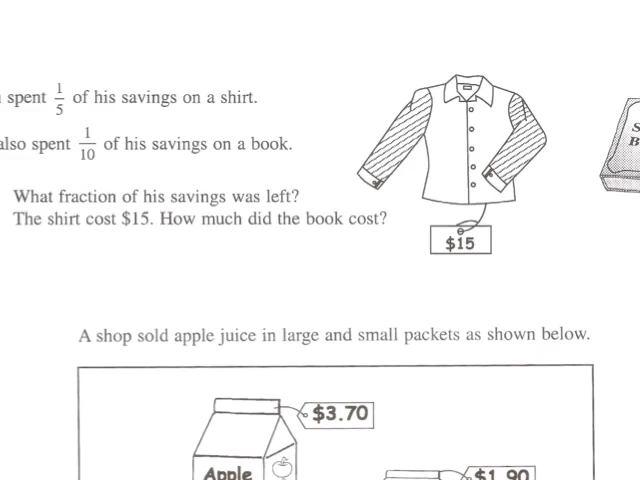 spent 1/5 of his savings on a shirt.
also spent 1/10 of his savings on a book.
What fraction of his savings was left?
The shirt cost $15. How much did the book cost?
$15
A shop sold apple juice in large and small packets as shown below.
$3.70
Apple
$1.90